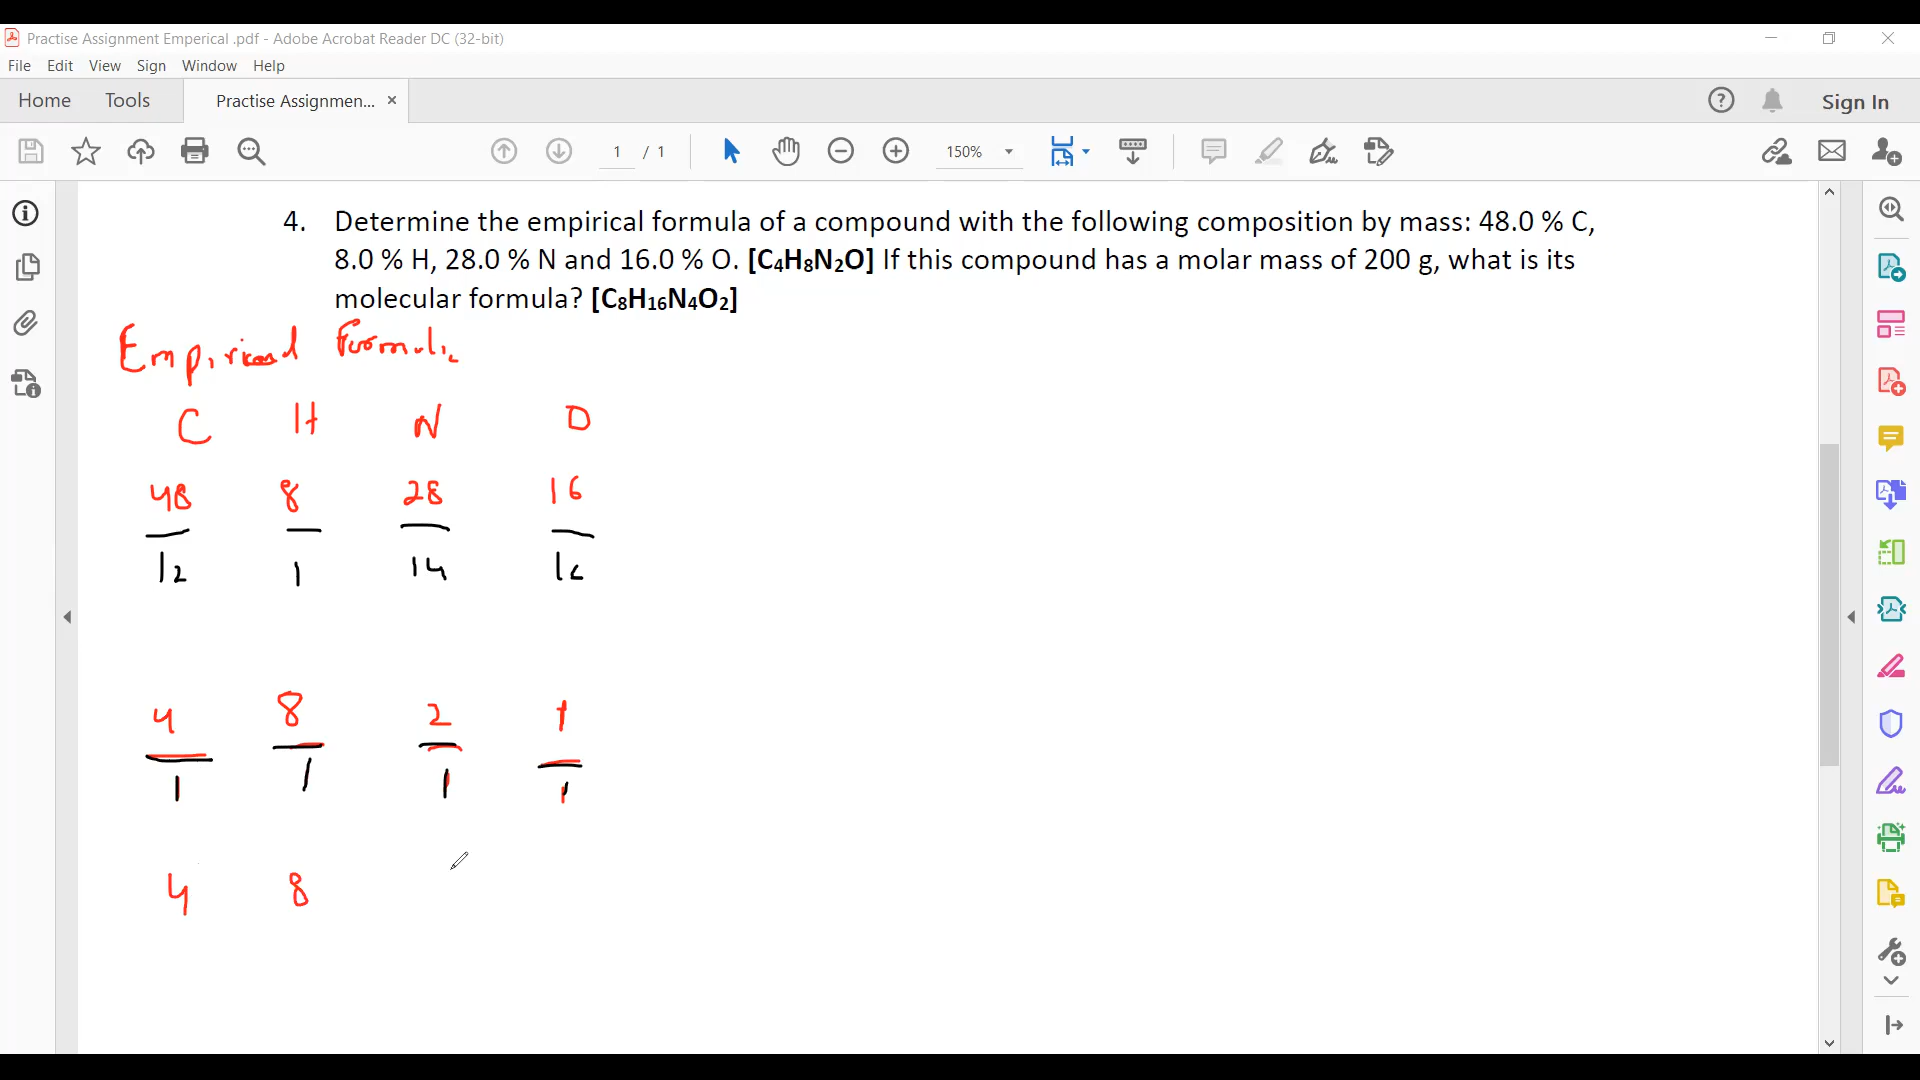 Practise Assignment Emperical .pdf - Adobe Acrobat Reader DC (32-bit)
File Edit View Sign Window Help
Home Tools Practise Assignmen... × Sign In
1 / 1 150%
4. Determine the empirical formula of a compound with the following composition by mass: 48.0 % C,
8.0 % H, 28.0 % N and 16.0 % O. [C₄H₈N₂O] If this compound has a molar mass of 200 g, what is its
molecular formula? [C₈H₁₆N₄O₂]
Empirical Formula
C H N O
48 8 28 16
12 1 14 16
4 8 2 1
1 1 1 1
4 8